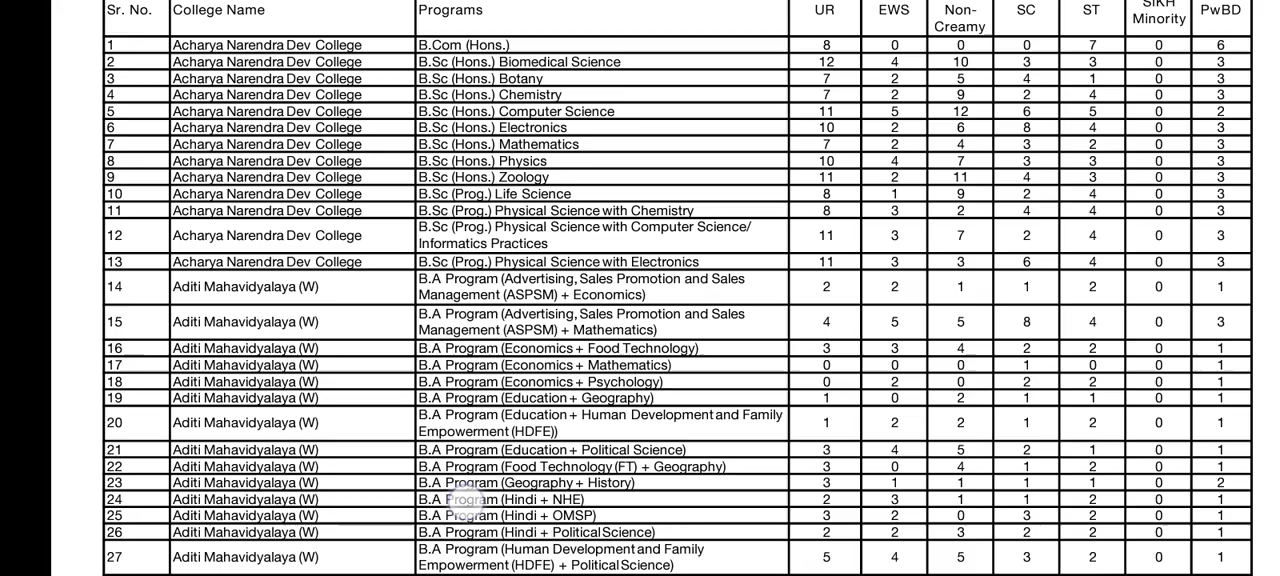 Sr. No. College Name Programs UR EWS Non- SC ST SIKH PwBD
Creamy Minority
1 Acharya Narendra Dev College B.Com (Hons.) 8 0 0 0 7 0 6
2 Acharya Narendra Dev College B.Sc (Hons.) Biomedical Science 12 4 10 3 3 0 3
3 Acharya Narendra Dev College B.Sc (Hons.) Botany 7 2 5 4 1 0 3
4 Acharya Narendra Dev College B.Sc (Hons.) Chemistry 7 2 9 2 4 0 3
5 Acharya Narendra Dev College B.Sc (Hons.) Computer Science 11 5 12 6 5 0 2
6 Acharya Narendra Dev College B.Sc (Hons.) Electronics 10 2 6 8 4 0 3
7 Acharya Narendra Dev College B.Sc (Hons.) Mathematics 7 2 4 3 2 0 3
8 Acharya Narendra Dev College B.Sc (Hons.) Physics 10 4 7 3 3 0 3
9 Acharya Narendra Dev College B.Sc (Hons.) Zoology 11 2 11 4 3 0 3
10 Acharya Narendra Dev College B.Sc (Prog.) Life Science 8 1 9 2 4 0 3
11 Acharya Narendra Dev College B.Sc (Prog.) Physical Science with Chemistry 8 3 2 4 4 0 3
12 Acharya Narendra Dev College B.Sc (Prog.) Physical Science with Computer Science/ 11 3 7 2 4 0 3
Informatics Practices
13 Acharya Narendra Dev College B.Sc (Prog.) Physical Science with Electronics 11 3 3 6 4 0 3
14 Aditi Mahavidyalaya (W) B.A Program (Advertising, Sales Promotion and Sales 2 2 1 1 2 0 1
Management (ASPSM) + Economics)
15 Aditi Mahavidyalaya (W) B.A Program (Advertising, Sales Promotion and Sales 4 5 5 8 4 0 3
Management (ASPSM) + Mathematics)
16 Aditi Mahavidyalaya (W) B.A Program (Economics + Food Technology) 3 3 4 2 2 0 1
17 Aditi Mahavidyalaya (W) B.A Program (Economics + Mathematics) 0 0 0 1 0 0 1
18 Aditi Mahavidyalaya (W) B.A Program (Economics + Psychology) 0 2 0 2 2 0 1
19 Aditi Mahavidyalaya (W) B.A Program (Education + Geography) 1 0 2 1 1 0 1
20 Aditi Mahavidyalaya (W) B.A Program (Education + Human Development and Family 1 2 2 1 2 0 1
Empowerment (HDFE))
21 Aditi Mahavidyalaya (W) B.A Program (Education + Political Science) 3 4 5 2 1 0 1
22 Aditi Mahavidyalaya (W) B.A Program (Food Technology (FT) + Geography) 3 0 4 1 2 0 1
23 Aditi Mahavidyalaya (W) B.A Program (Geography + History) 3 1 1 1 1 0 2
24 Aditi Mahavidyalaya (W) B.A Program (Hindi + NHE) 2 3 1 1 2 0 1
25 Aditi Mahavidyalaya (W) B.A Program (Hindi + OMSP) 3 2 0 3 2 0 1
26 Aditi Mahavidyalaya (W) B.A Program (Hindi + Political Science) 2 2 3 2 2 0 1
27 Aditi Mahavidyalaya (W) B.A Program (Human Development and Family 5 4 5 3 2 0 1
Empowerment (HDFE) + Political Science)